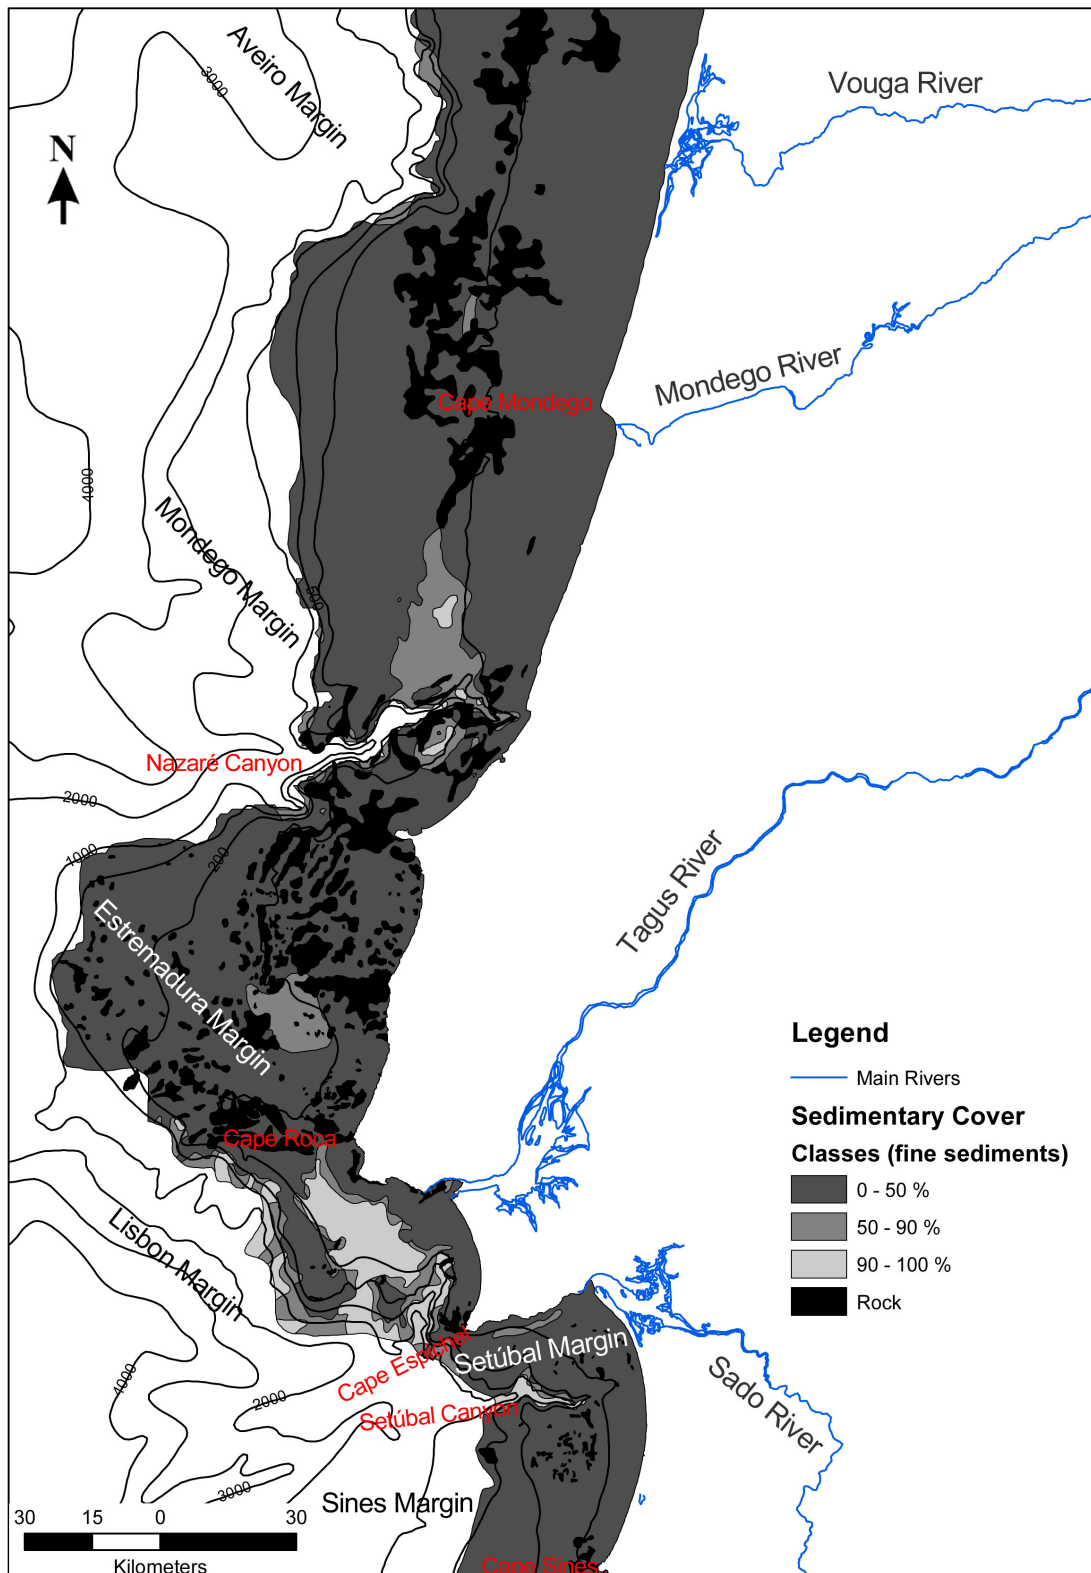 Aveiro Margin
3000
Vouga River
N
Mondego River
Cape Mondego
4000
Mondego Margin
500
Nazaré Canyon
2000
1000
200
Tagus River
Estremadura Margin
Legend
Main Rivers
Sedimentary Cover
Classes (fine sediments)
0 - 50 %
50 - 90 %
90 - 100 %
Rock
Cape Roca
Lisbon Margin
Cape Espichel
Setúbal Margin
4000
2000
Setúbal Canyon
Sado River
3000
Sines Margin
30 15 0 30
Kilometers
Cape Sines